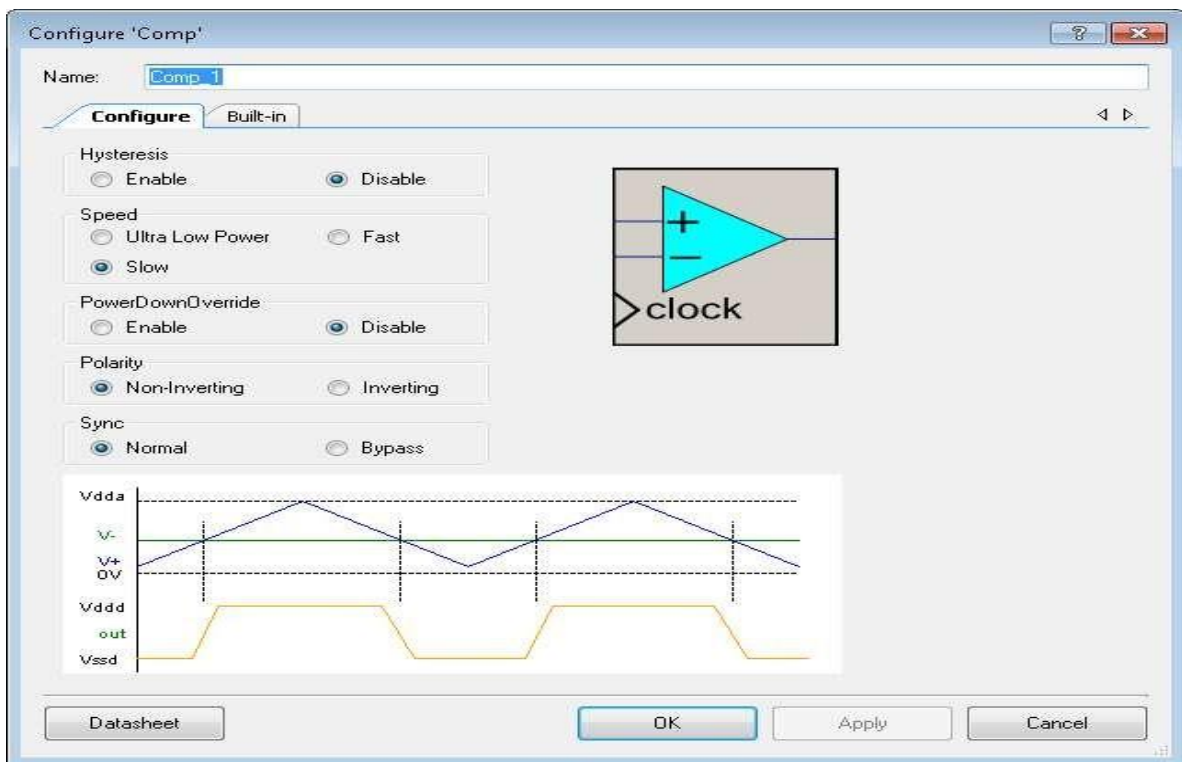 Configure 'Comp'
Name: Comp_1
Configure Built-in
Hysteresis
Enable Disable
Speed
Ultra Low Power Fast
Slow
PowerDownOverride
Enable Disable
Polarity
Non-Inverting Inverting
Sync
Normal Bypass
+
−
clock
Vdda
V-
V+
0V
Vddd
out
Vssd
Datasheet OK Apply Cancel